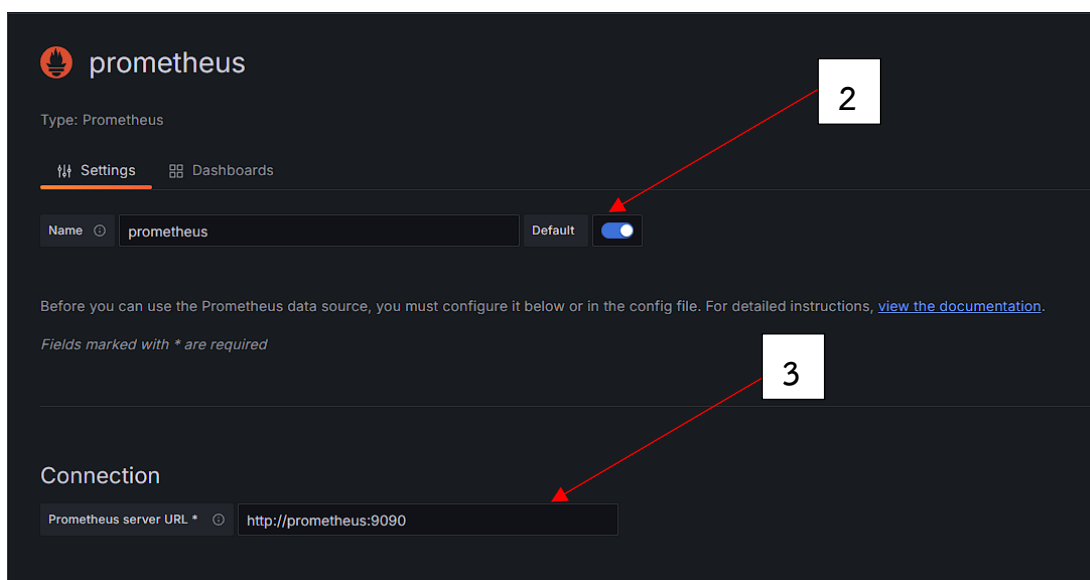 prometheus
2
Type: Prometheus
Settings Dashboards
Name prometheus Default
Before you can use the Prometheus data source, you must configure it below or in the config file. For detailed instructions, view the documentation.
Fields marked with * are required
3
Connection
Prometheus server URL * http://prometheus:9090